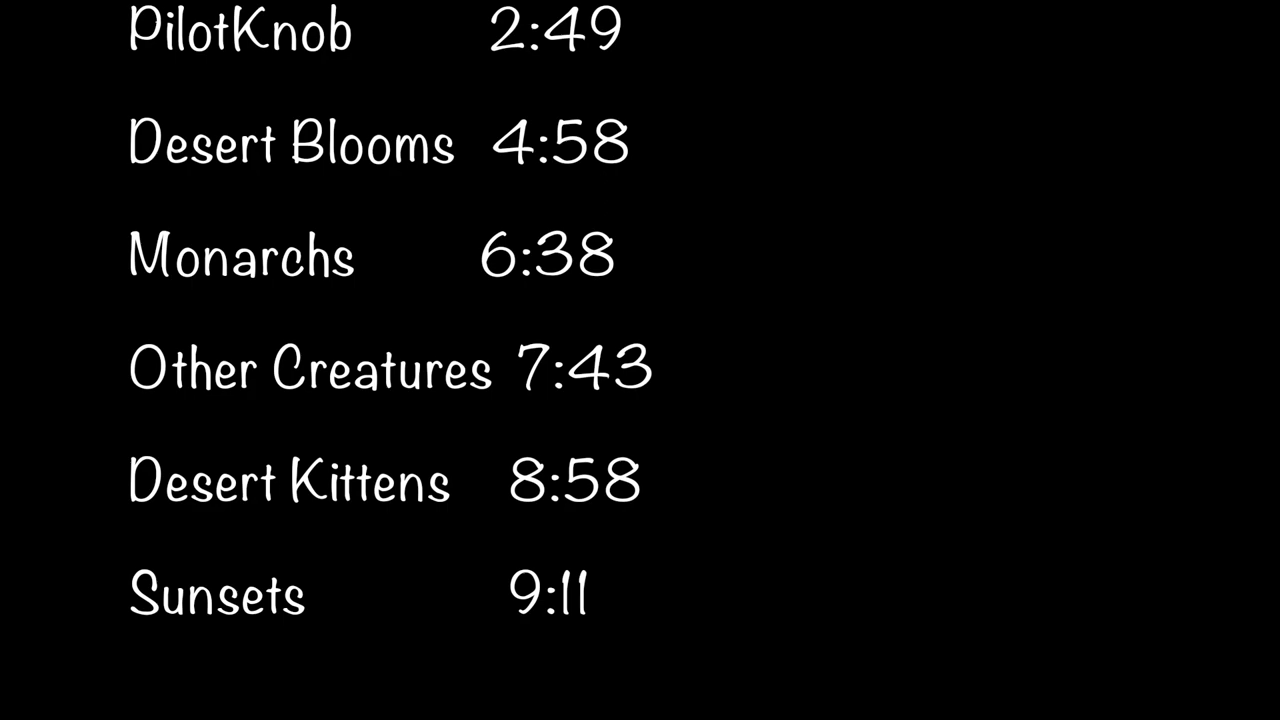 PilotKnob 2:49
Desert Blooms 4:58
Monarchs 6:38
Other Creatures 7:43
Desert Kittens 8:58
Sunsets 9:11